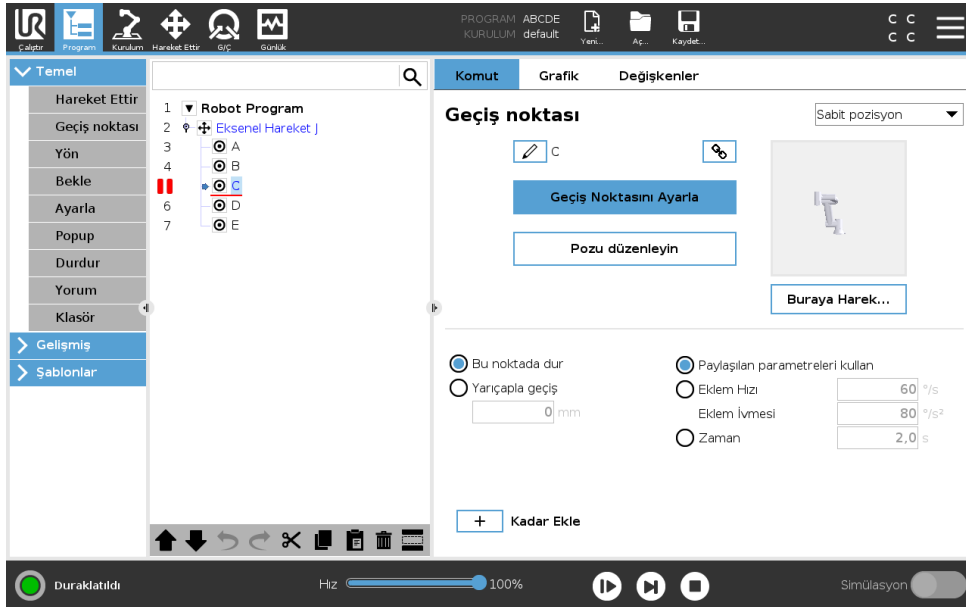 PROGRAM ABCDE
KURULUM default
C C
C C
Çalıştır
Program
Kurulum
Hareket Ettir
G/Ç
Günlük
Yeni...
Aç...
Kaydet...
Temel
Hareket Ettir
Geçiş noktası
Yön
Bekle
Ayarla
Popup
Durdur
Yorum
Klasör
Gelişmiş
Şablonlar
1 Robot Program
2 Eksenel Hareket J
3 A
4 B
C
6 D
7 E
Komut
Grafik
Değişkenler
Geçiş noktası
Sabit pozisyon
C
Geçiş Noktasını Ayarla
Pozu düzenleyin
Buraya Harek...
Bu noktada dur
Yarıçapla geçiş
0 mm
Paylaşılan parametreleri kullan
Eklem Hızı 60 °/s
Eklem İvmesi 80 °/s²
Zaman 2,0 s
+ Kadar Ekle
Duraklatıldı
Hız 100%
Simülasyon